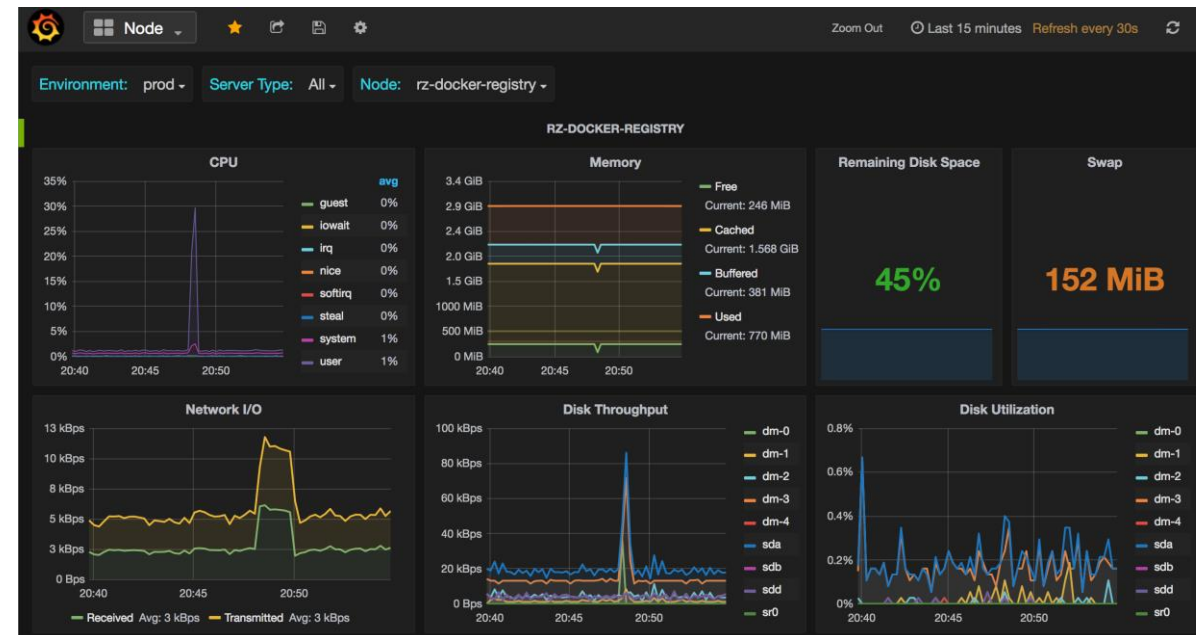 Node
Zoom Out Last 15 minutes Refresh every 30s
Environment: prod Server Type: All Node: rz-docker-registry
RZ-DOCKER-REGISTRY
CPU
35%
30%
25%
20%
15%
10%
5%
0%
20:40 20:45 20:50
avg
guest 0%
iowait 0%
irq 0%
nice 0%
softirq 0%
steal 0%
system 1%
user 1%
Memory
3.4 GiB
2.9 GiB
2.4 GiB
2.0 GiB
1.5 GiB
1000 MiB
500 MiB
0 MiB
20:40 20:45 20:50
Free
Current: 246 MiB
Cached
Current: 1.568 GiB
Buffered
Current: 381 MiB
Used
Current: 770 MiB
Remaining Disk Space
45%
Swap
152 MiB
Network I/O
13 kBps
10 kBps
8 kBps
5 kBps
3 kBps
0 Bps
20:40 20:45 20:50
Received Avg: 3 kBps Transmitted Avg: 3 kBps
Disk Throughput
100 kBps
80 kBps
60 kBps
40 kBps
20 kBps
0 Bps
20:40 20:45 20:50
dm-0
dm-1
dm-2
dm-3
dm-4
sda
sdb
sdd
sr0
Disk Utilization
0.8%
0.6%
0.4%
0.2%
0%
20:40 20:45 20:50
dm-0
dm-1
dm-2
dm-3
dm-4
sda
sdb
sdd
sr0